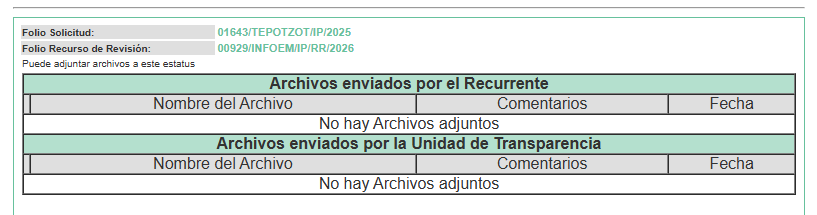 Folio Solicitud: 01643/TEPOTZOT/IP/2025
Folio Recurso de Revisión: 00929/INFOEM/IP/RR/2026
Puede adjuntar archivos a este estatus
Archivos enviados por el Recurrente
Nombre del Archivo Comentarios Fecha
No hay Archivos adjuntos
Archivos enviados por la Unidad de Transparencia
Nombre del Archivo Comentarios Fecha
No hay Archivos adjuntos